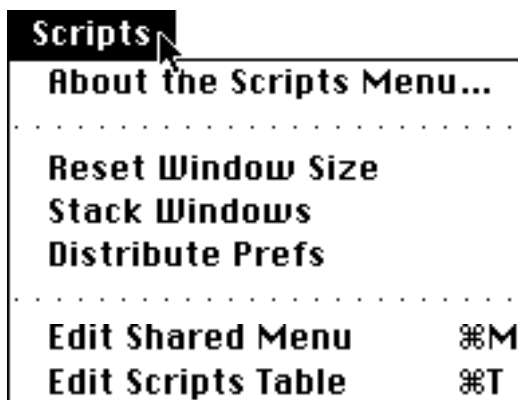 Scripts
About the Scripts Menu...
Reset Window Size
Stack Windows
Distribute Prefs
Edit Shared Menu ⌘M
Edit Scripts Table ⌘T